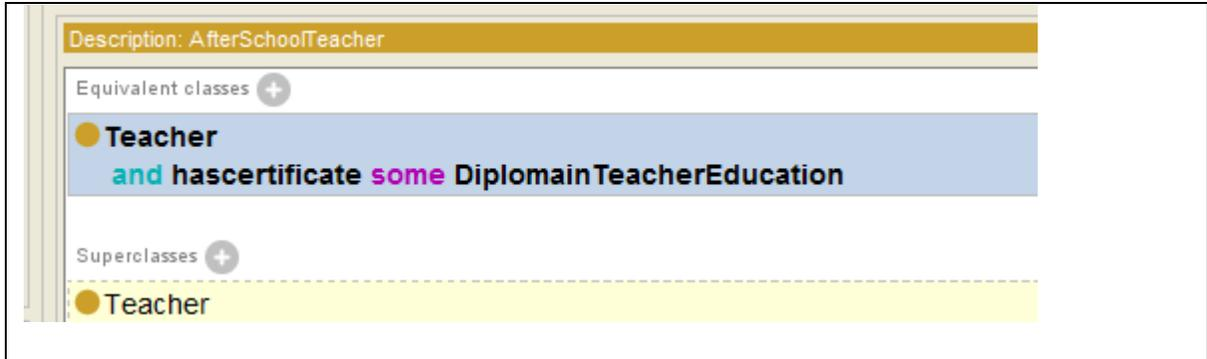 Description: AfterSchoolTeacher
Equivalent classes
Teacher
and hascertificate some DiplomainTeacherEducation
Superclasses
Teacher